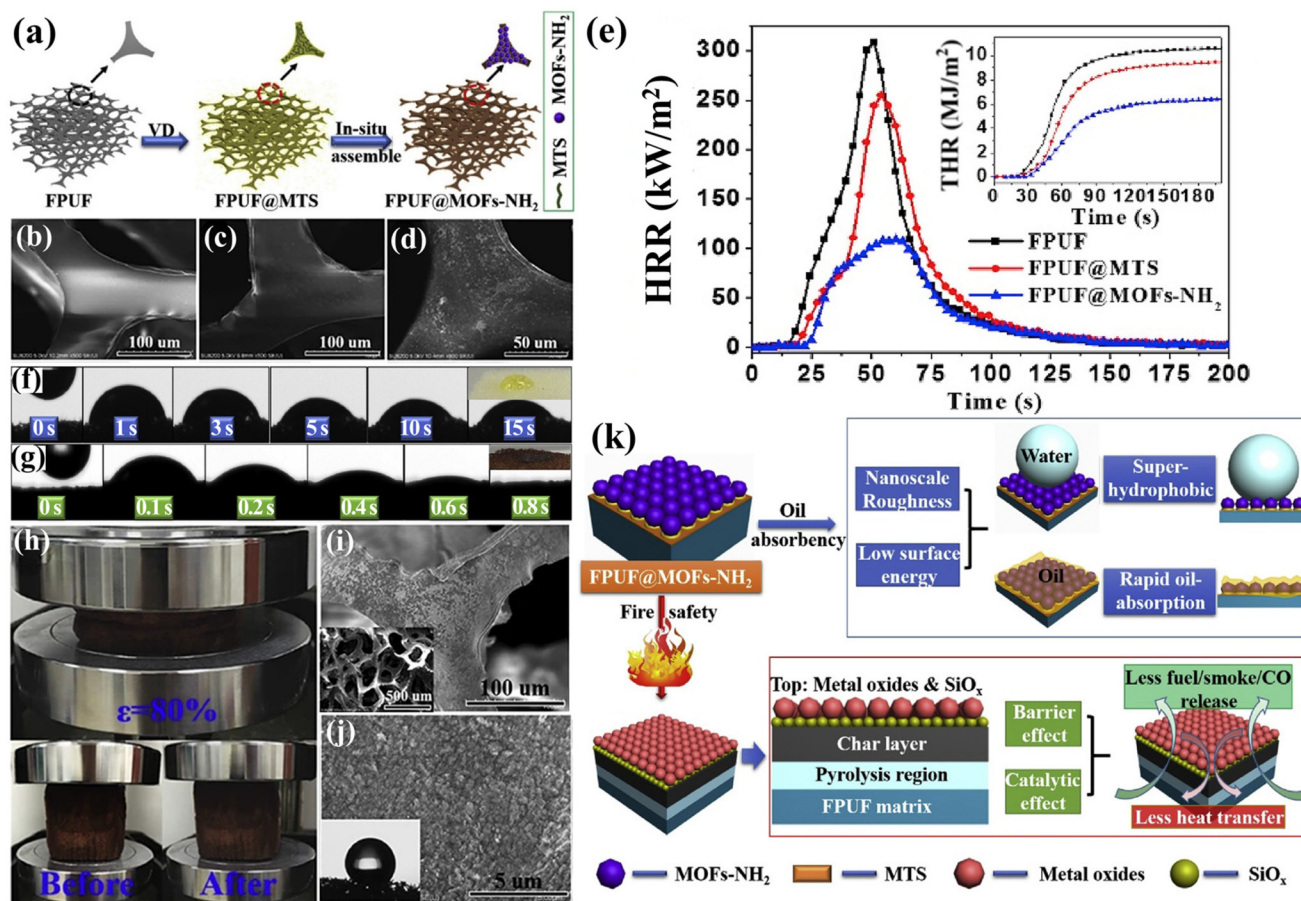 (a)
VD
In-situ
assemble
FPUF
FPUF@MTS
FPUF@MOFs-NH₂
MTS
MOFs-NH₂
(b)
100 um
(c)
100 um
(d)
50 um
(e)
HRR (kW/m²)
300
250
200
150
100
50
0
0 25 50 75 100 125 150 175 200
Time (s)
THR (MJ/m²)
10
8
6
4
2
0
0 30 60 90 120 150 180
Time (s)
FPUF
FPUF@MTS
FPUF@MOFs-NH₂
(f)
0 s 1 s 3 s 5 s 10 s 15 s
(g)
0 s 0.1 s 0.2 s 0.4 s 0.6 s 0.8 s
(h)
ε=80%
Before After
(i)
500 um
100 um
(j)
5 um
(k)
FPUF@MOFs-NH₂
Oil
absorbency
Nanoscale
Roughness
Low surface
energy
Water
Super-
hydrophobic
Oil
Rapid oil-
absorption
Fire safety
Top: Metal oxides & SiOₓ
Char layer
Pyrolysis region
FPUF matrix
Barrier
effect
Catalytic
effect
Less fuel/smoke/CO
release
Less heat transfer
MOFs-NH₂ MTS Metal oxides SiOₓ